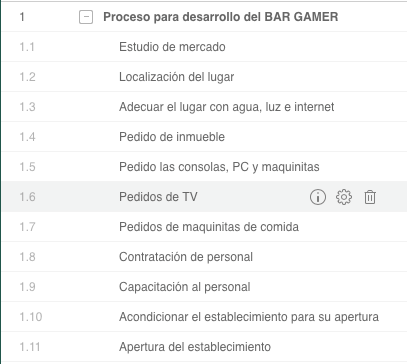 1 Proceso para desarrollo del BAR GAMER
1.1 Estudio de mercado
1.2 Localización del lugar
1.3 Adecuar el lugar con agua, luz e internet
1.4 Pedido de inmueble
1.5 Pedido las consolas, PC y maquinitas
1.6 Pedidos de TV
1.7 Pedidos de maquinitas de comida
1.8 Contratación de personal
1.9 Capacitación al personal
1.10 Acondicionar el establecimiento para su apertura
1.11 Apertura del establecimiento